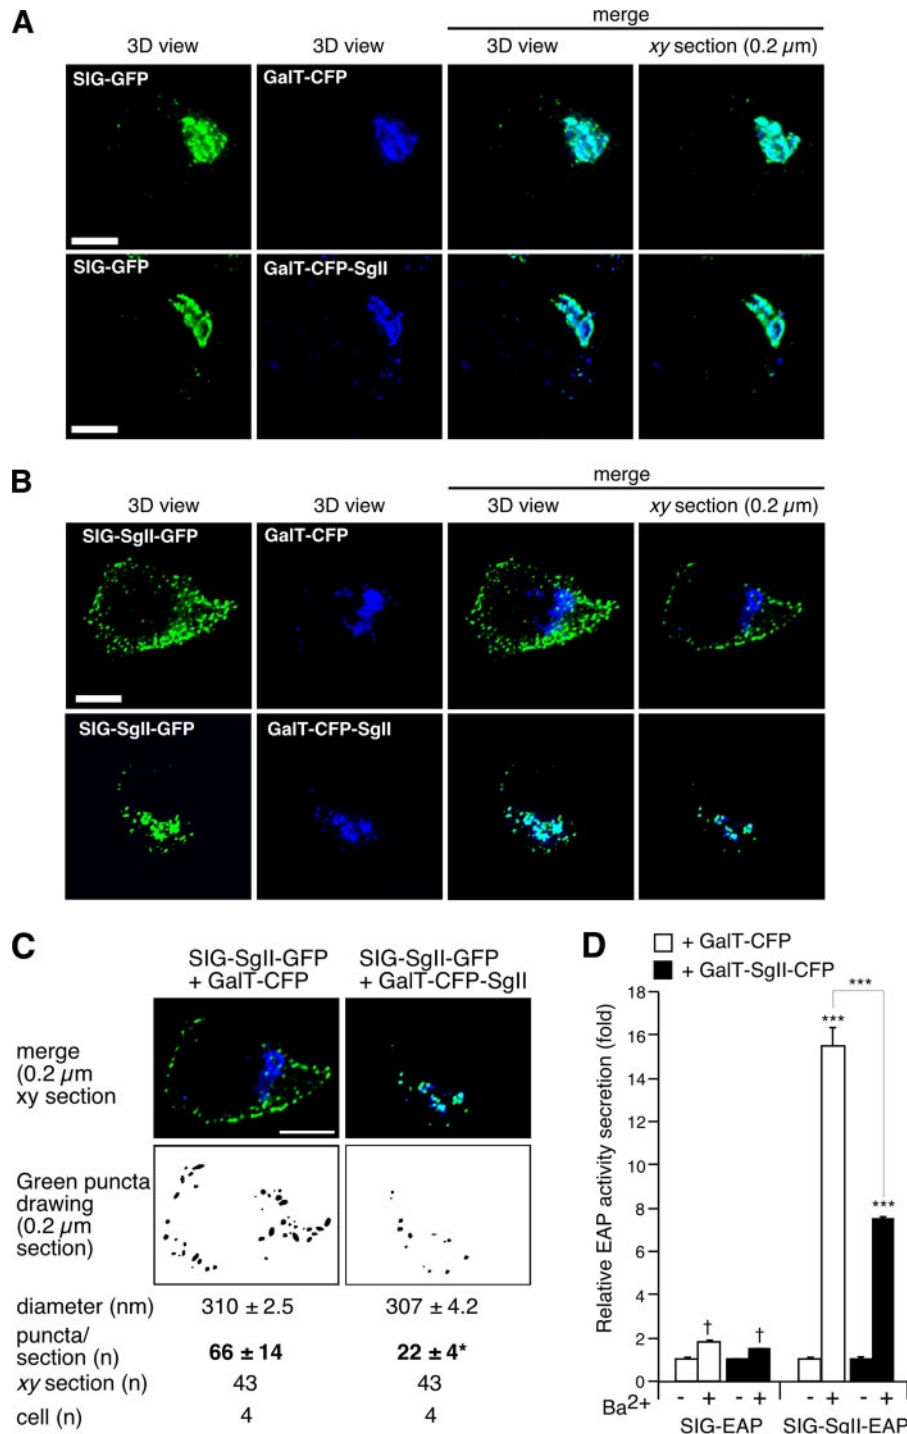 A
merge
3D view 3D view 3D view xy section (0.2 µm)
SIG-GFP GalT-CFP
SIG-GFP GalT-CFP-SgII
B
merge
3D view 3D view 3D view xy section (0.2 µm)
SIG-SgII-GFP GalT-CFP
SIG-SgII-GFP GalT-CFP-SgII
C
SIG-SgII-GFP SIG-SgII-GFP
+ GalT-CFP + GalT-CFP-SgII
merge
(0.2 µm
xy section
Green puncta
drawing
(0.2 µm
section)
diameter (nm) 310 ± 2.5 307 ± 4.2
puncta/
section (n) 66 ± 14 22 ± 4*
xy section (n) 43 43
cell (n) 4 4
D
+ GalT-CFP
+ GalT-SgII-CFP
Relative EAP activity secretion (fold)
18
16
14
12
10
8
6
4
2
0
***
***
***
† †
Ba2+ - + - + - + - +
SIG-EAP SIG-SgII-EAP